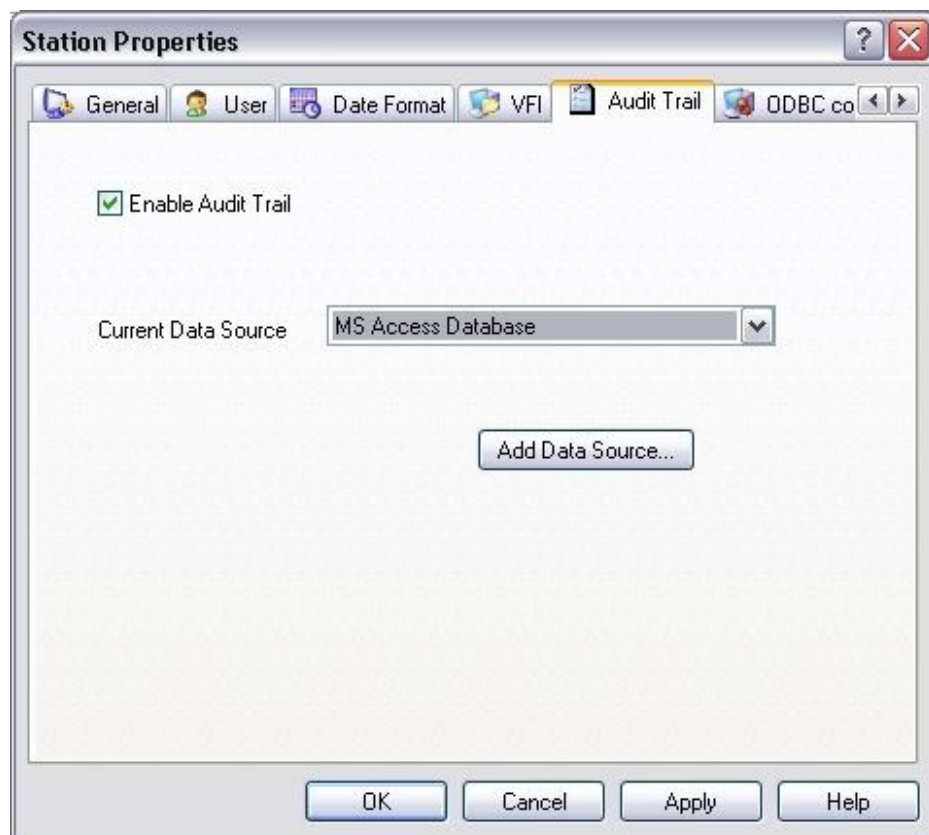 Station Properties
General User Date Format VFI Audit Trail ODBC co
Enable Audit Trail
Current Data Source MS Access Database
Add Data Source...
OK Cancel Apply Help